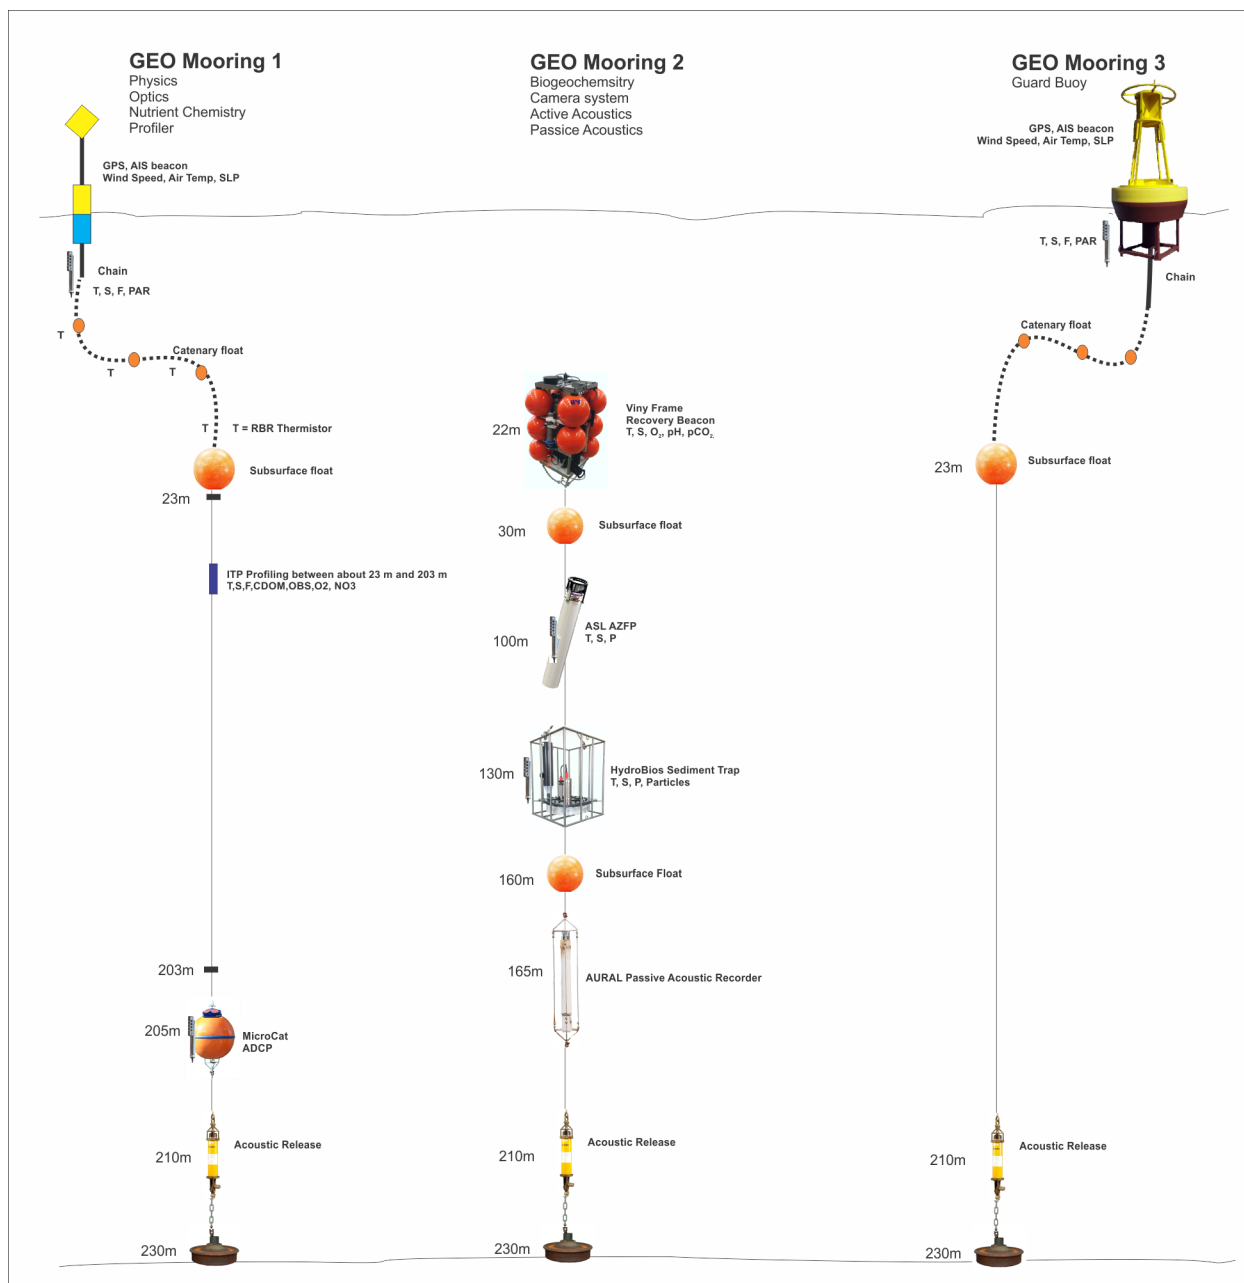 GEO Mooring 1
Physics
Optics
Nutrient Chemistry
Profiler
GPS, AIS beacon
Wind Speed, Air Temp, SLP
Chain
T, S, F, PAR
T
Catenary float
T
T
T
T = RBR Thermistor
Subsurface float
23m
ITP Profiling between about 23 m and 203 m
T,S,F,CDOM,OBS,O2, NO3
203m
205m
MicroCat
ADCP
Acoustic Release
210m
230m
GEO Mooring 2
Biogeochemsitry
Camera system
Active Acoustics
Passice Acoustics
22m
Viny Frame
Recovery Beacon
T, S, O2, pH, pCO2,
30m
Subsurface float
100m
ASL AZFP
T, S, P
130m
HydroBios Sediment Trap
T, S, P, Particles
160m
Subsurface Float
165m
AURAL Passive Acoustic Recorder
Acoustic Release
210m
230m
GEO Mooring 3
Guard Buoy
GPS, AIS beacon
Wind Speed, Air Temp, SLP
T, S, F, PAR
Chain
Catenary float
23m
Subsurface float
Acoustic Release
210m
230m